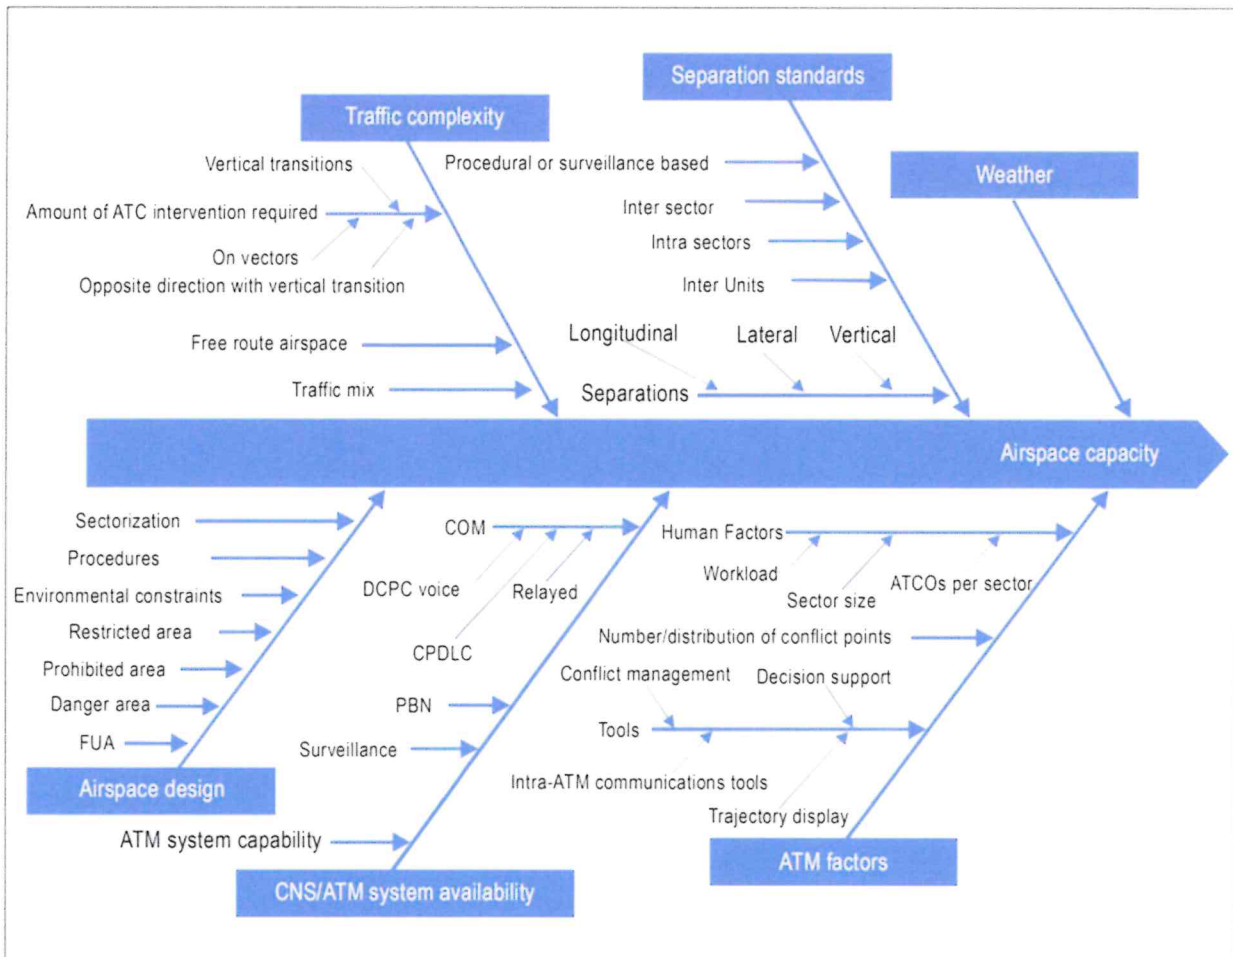 Separation standards
Traffic complexity
Vertical transitions
Procedural or surveillance based
Weather
Amount of ATC intervention required
Inter sector
On vectors
Intra sectors
Opposite direction with vertical transition
Inter Units
Free route airspace
Longitudinal
Lateral
Vertical
Traffic mix
Separations
Airspace capacity
Sectorization
COM
Human Factors
Procedures
Workload
ATCOs per sector
Environmental constraints
DCPC voice
Relayed
Sector size
Restricted area
Number/distribution of conflict points
CPDLC
Prohibited area
Conflict management
Decision support
Danger area
PBN
FUA
Surveillance
Tools
Airspace design
Intra-ATM communications tools
Trajectory display
ATM system capability
ATM factors
CNS/ATM system availability